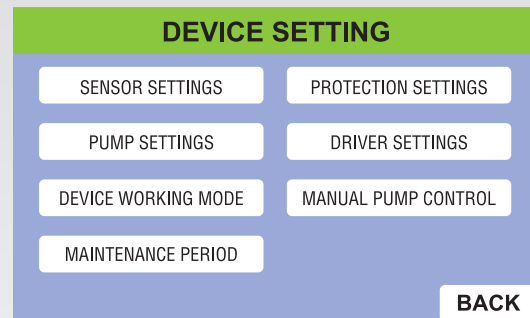 DEVICE SETTING
SENSOR SETTINGS
PROTECTION SETTINGS
PUMP SETTINGS
DRIVER SETTINGS
DEVICE WORKING MODE
MANUAL PUMP CONTROL
MAINTENANCE PERIOD
BACK